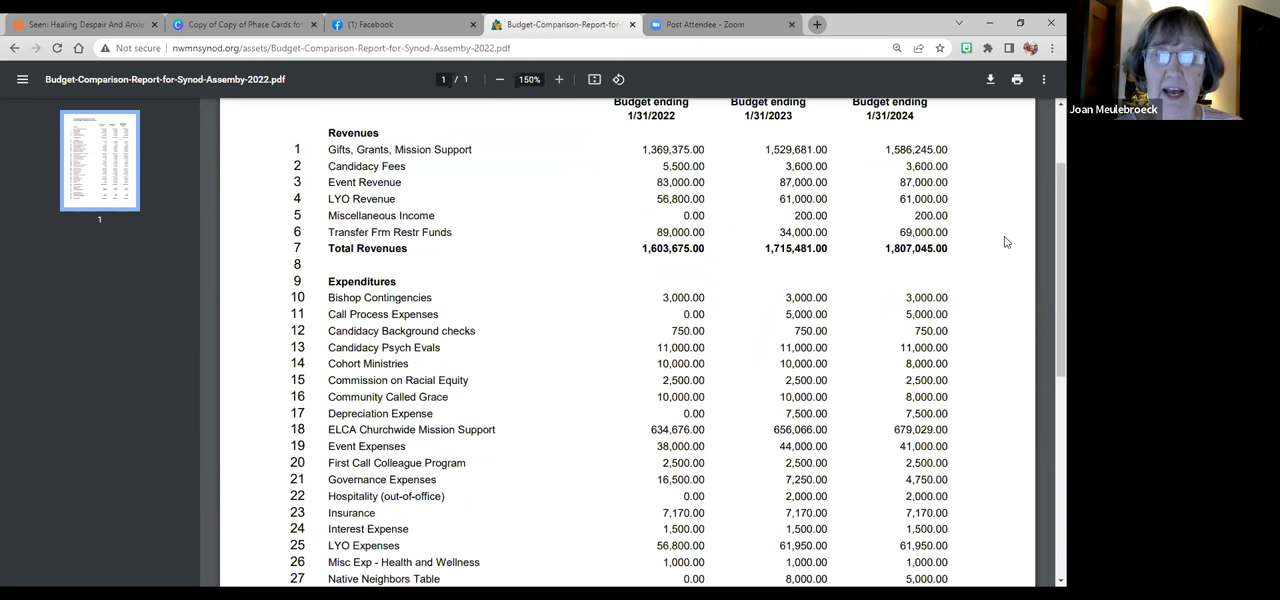 Seen: Healing Despair And Anxie
Copy of Copy of Phase Cards for
Facebook
Budget-Comparison-Report-for-S
Post Attendee - Zoom
Not secure
nwmnsynod.org/assets/Budget-Comparison-Report-for-Synod-Assemby-2022.pdf
Budget-Comparison-Report-for-Synod-Assemby-2022.pdf
1 / 1
150%
Joan Meulebroeck
1
Budget ending Budget ending Budget ending
1/31/2022 1/31/2023 1/31/2024
Revenues
1 Gifts, Grants, Mission Support 1,369,375.00 1,529,681.00 1,586,245.00
2 Candidacy Fees 5,500.00 3,600.00 3,600.00
3 Event Revenue 83,000.00 87,000.00 87,000.00
4 LYO Revenue 56,800.00 61,000.00 61,000.00
5 Miscellaneous Income 0.00 200.00 200.00
6 Transfer Frm Restr Funds 89,000.00 34,000.00 69,000.00
7 Total Revenues 1,603,675.00 1,715,481.00 1,807,045.00
8
9 Expenditures
10 Bishop Contingencies 3,000.00 3,000.00 3,000.00
11 Call Process Expenses 0.00 5,000.00 5,000.00
12 Candidacy Background checks 750.00 750.00 750.00
13 Candidacy Psych Evals 11,000.00 11,000.00 11,000.00
14 Cohort Ministries 10,000.00 10,000.00 8,000.00
15 Commission on Racial Equity 2,500.00 2,500.00 2,500.00
16 Community Called Grace 10,000.00 10,000.00 8,000.00
17 Depreciation Expense 0.00 7,500.00 7,500.00
18 ELCA Churchwide Mission Support 634,676.00 656,066.00 679,029.00
19 Event Expenses 38,000.00 44,000.00 41,000.00
20 First Call Colleague Program 2,500.00 2,500.00 2,500.00
21 Governance Expenses 16,500.00 7,250.00 4,750.00
22 Hospitality (out-of-office) 0.00 2,000.00 2,000.00
23 Insurance 7,170.00 7,170.00 7,170.00
24 Interest Expense 1,500.00 1,500.00 1,500.00
25 LYO Expenses 56,800.00 61,950.00 61,950.00
26 Misc Exp - Health and Wellness 1,000.00 1,000.00 1,000.00
27 Native Neighbors Table 0.00 8,000.00 5,000.00